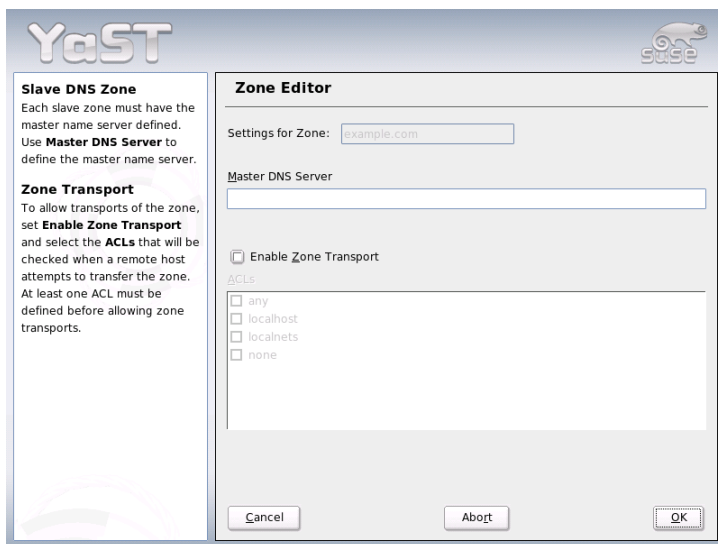 YaST
suse
Slave DNS Zone
Each slave zone must have the
master name server defined.
Use Master DNS Server to
define the master name server.
Zone Transport
To allow transports of the zone,
set Enable Zone Transport
and select the ACLs that will be
checked when a remote host
attempts to transfer the zone.
At least one ACL must be
defined before allowing zone
transports.
Zone Editor
Settings for Zone: example.com
Master DNS Server
Enable Zone Transport
ACLs
any
localhost
localnets
none
Cancel Abort OK